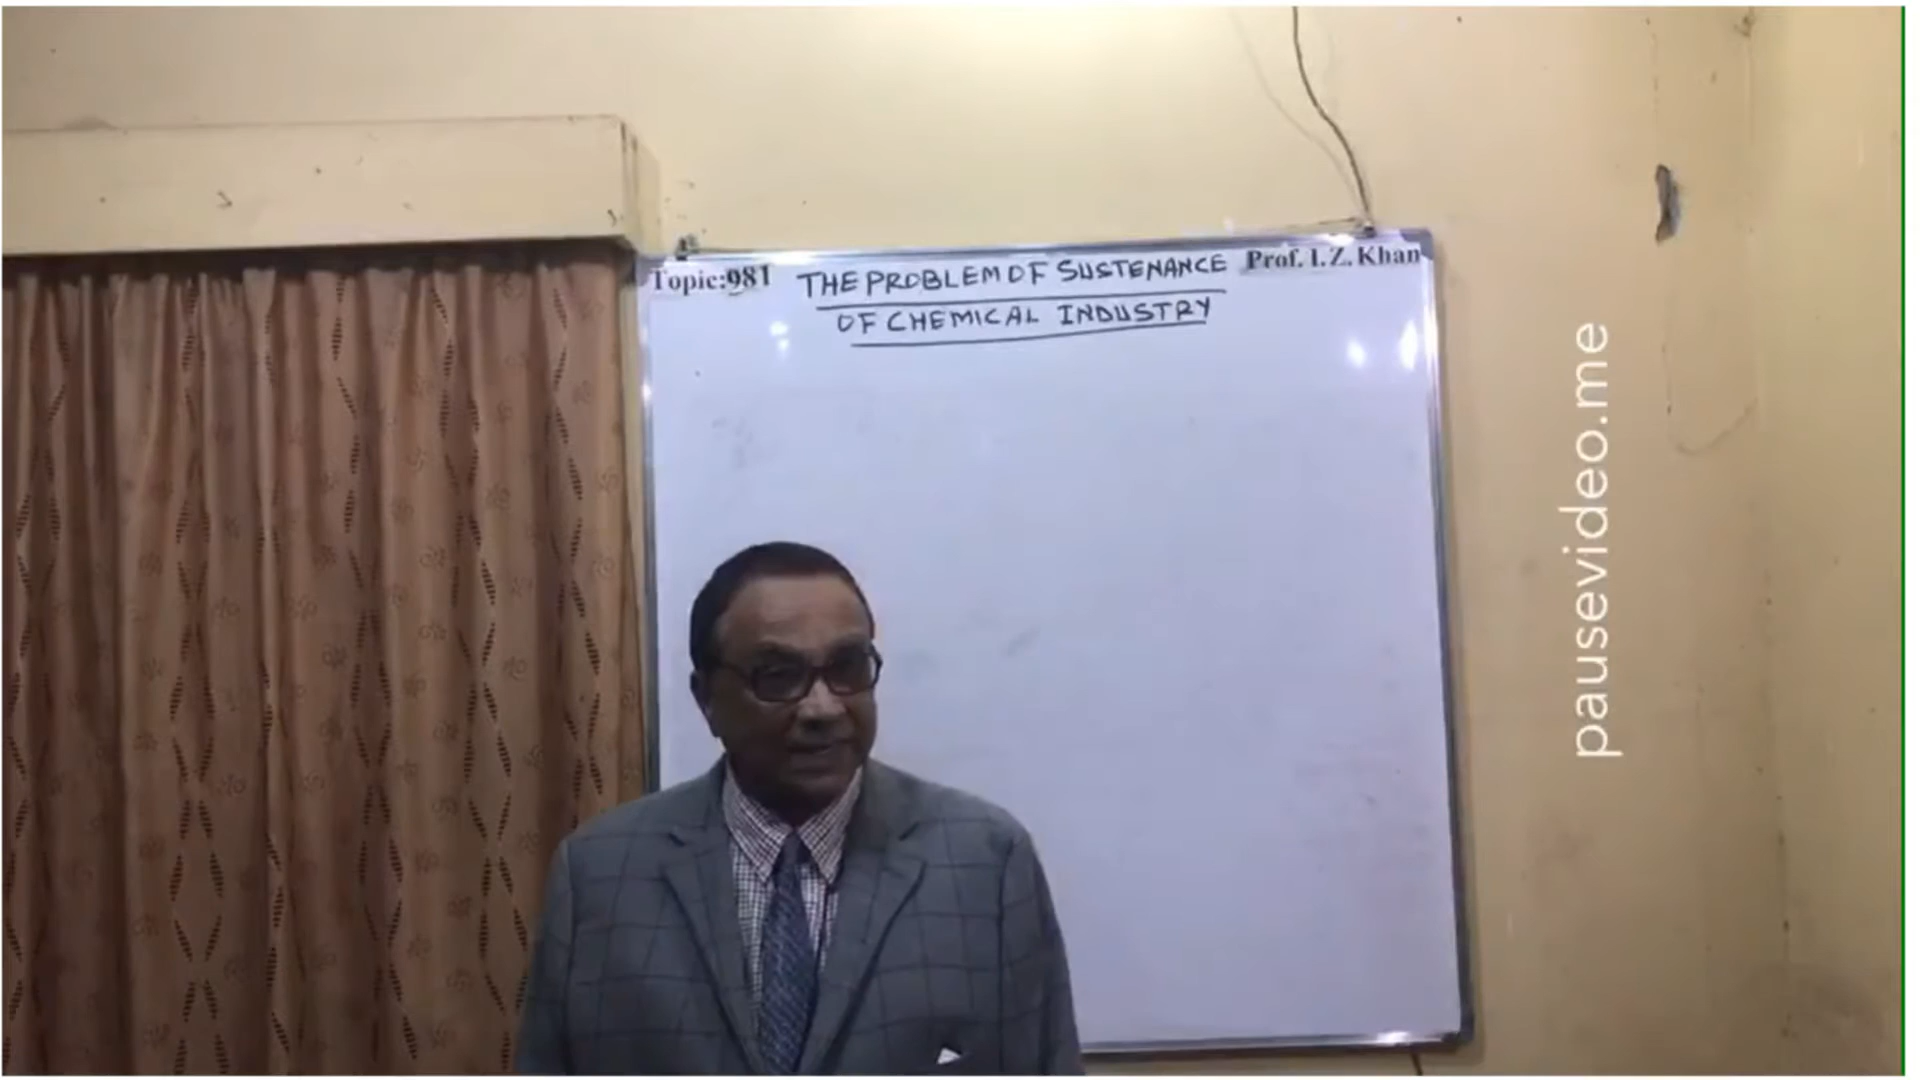 Topic:981 THE PROBLEM OF SUSTENANCE Prof. I.Z. Khan
OF CHEMICAL INDUSTRY
pausevideo.me